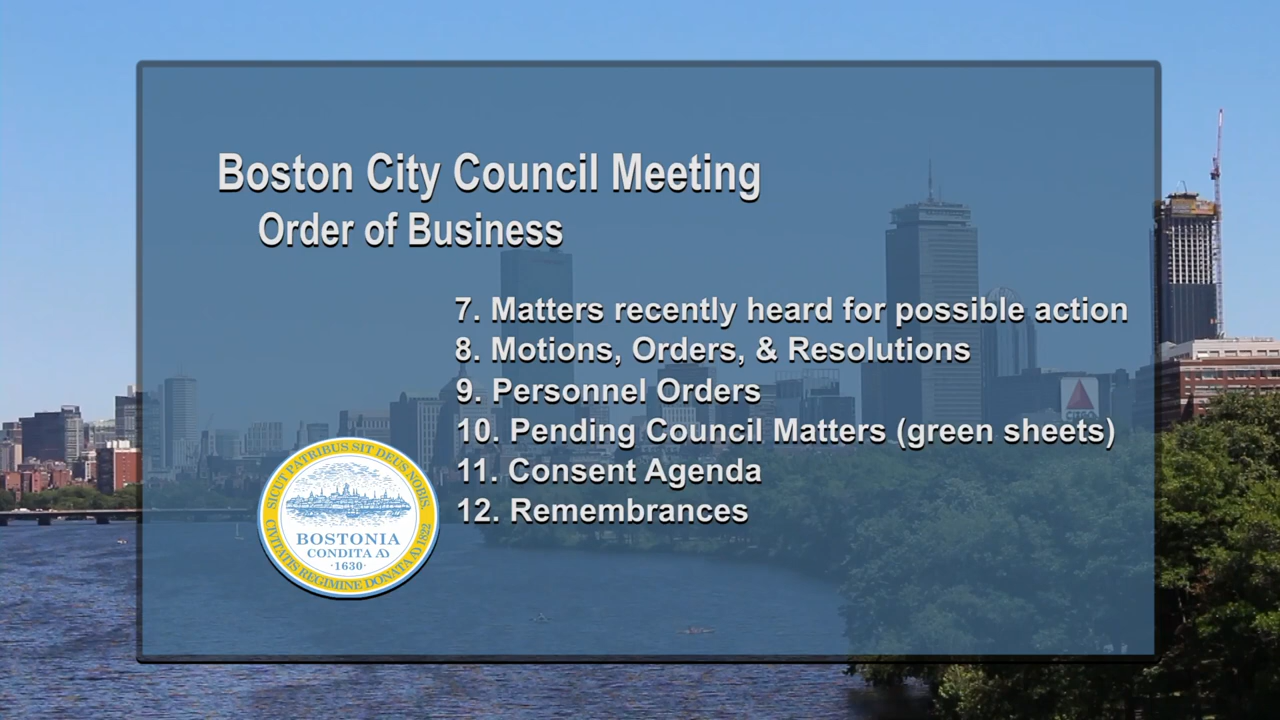 Boston City Council Meeting
Order of Business
7. Matters recently heard for possible action
8. Motions, Orders, & Resolutions
9. Personnel Orders
10. Pending Council Matters (green sheets)
11. Consent Agenda
12. Remembrances
SICUT PATRIBUS SIT DEUS NOBIS
BOSTONIA
CONDITA AD
·1630·
CIVITATIS REGIMINE DONATA AD 1822
CITGO